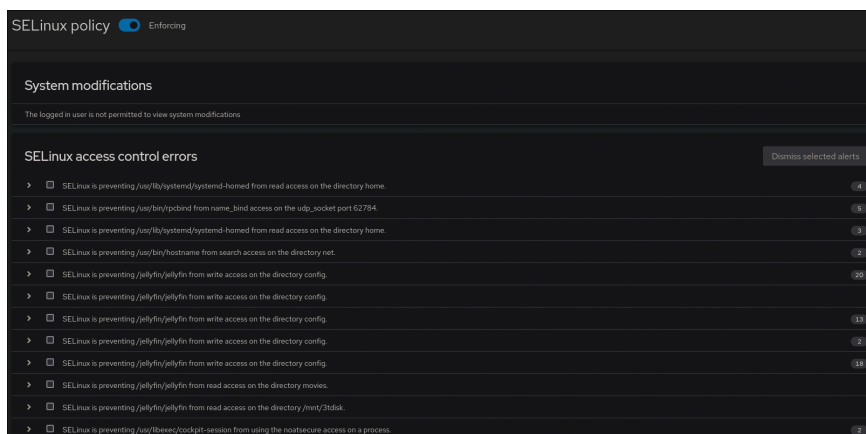 SELinux policy Enforcing
System modifications
The logged in user is not permitted to view system modifications
SELinux access control errors Dismiss selected alerts
SELinux is preventing /usr/lib/systemd/systemd-homed from read access on the directory home. 4
SELinux is preventing /usr/bin/rpcbind from name_bind access on the udp_socket port 62784. 5
SELinux is preventing /usr/lib/systemd/systemd-homed from read access on the directory home. 3
SELinux is preventing /usr/bin/hostname from search access on the directory net. 2
SELinux is preventing /jellyfin/jellyfin from write access on the directory config. 20
SELinux is preventing /jellyfin/jellyfin from write access on the directory config.
SELinux is preventing /jellyfin/jellyfin from write access on the directory config. 13
SELinux is preventing /jellyfin/jellyfin from write access on the directory config. 2
SELinux is preventing /jellyfin/jellyfin from write access on the directory config. 18
SELinux is preventing /jellyfin/jellyfin from read access on the directory movies.
SELinux is preventing /jellyfin/jellyfin from read access on the directory /mnt/3tdisk.
SELinux is preventing /usr/libexec/cockpit-session from using the noatsecure access on a process. 2